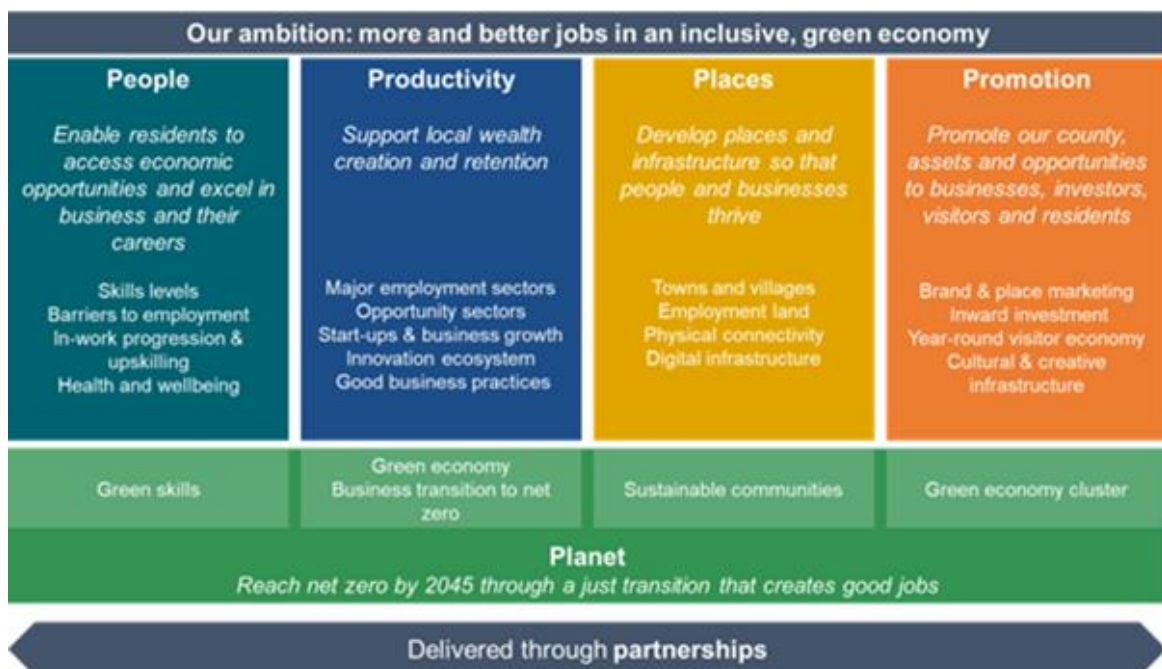 Our ambition: more and better jobs in an inclusive, green economy
People
Enable residents to
access economic
opportunities and excel in
business and their
careers
Skills levels
Barriers to employment
In-work progression &
upskilling
Health and wellbeing
Productivity
Support local wealth
creation and retention
Major employment sectors
Opportunity sectors
Start-ups & business growth
Innovation ecosystem
Good business practices
Places
Develop places and
infrastructure so that
people and businesses
thrive
Towns and villages
Employment land
Physical connectivity
Digital infrastructure
Promotion
Promote our county,
assets and opportunities
to businesses, investors,
visitors and residents
Brand & place marketing
Inward investment
Year-round visitor economy
Cultural & creative
infrastructure
Green skills
Green economy
Business transition to net
zero
Sustainable communities
Green economy cluster
Planet
Reach net zero by 2045 through a just transition that creates good jobs
Delivered through partnerships